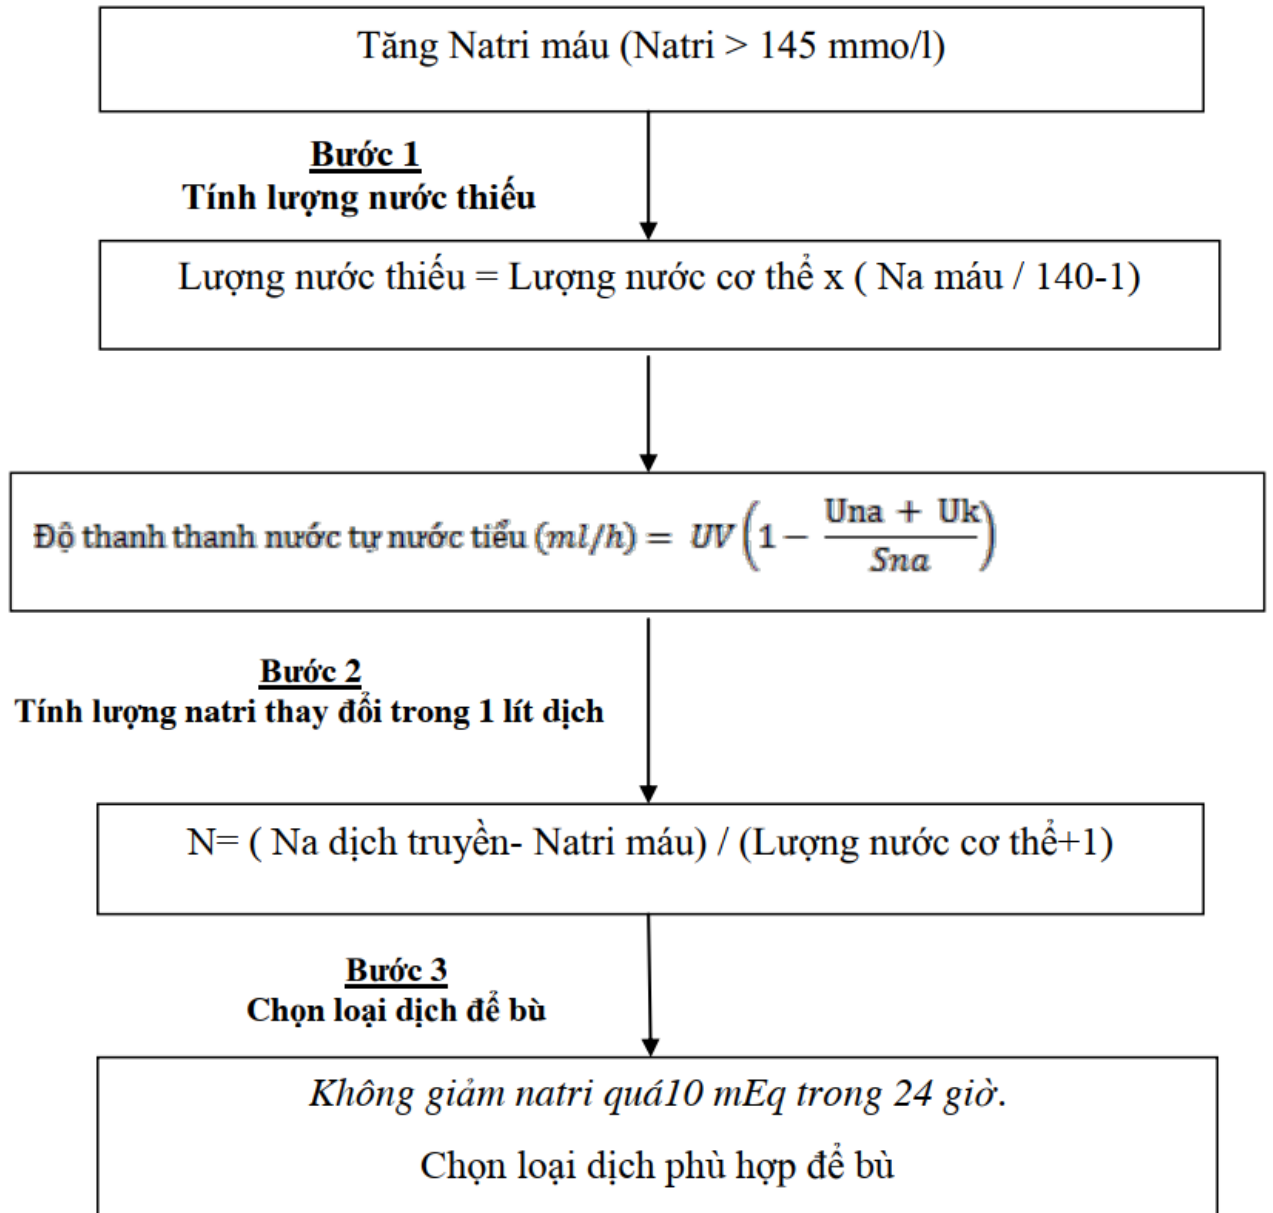 Tăng Natri máu (Natri > 145 mmo/l)
Bước 1
Tính lượng nước thiếu
Lượng nước thiếu = Lượng nước cơ thể x ( Na máu / 140-1)
Độ thanh thanh nước tự nước tiểu (ml/h) = UV(1 − (Una + Uk)/Sna)
Bước 2
Tính lượng natri thay đổi trong 1 lít dịch
N= ( Na dịch truyền- Natri máu) / (Lượng nước cơ thể+1)
Bước 3
Chọn loại dịch để bù
Không giảm natri quá10 mEq trong 24 giờ.
Chọn loại dịch phù hợp để bù